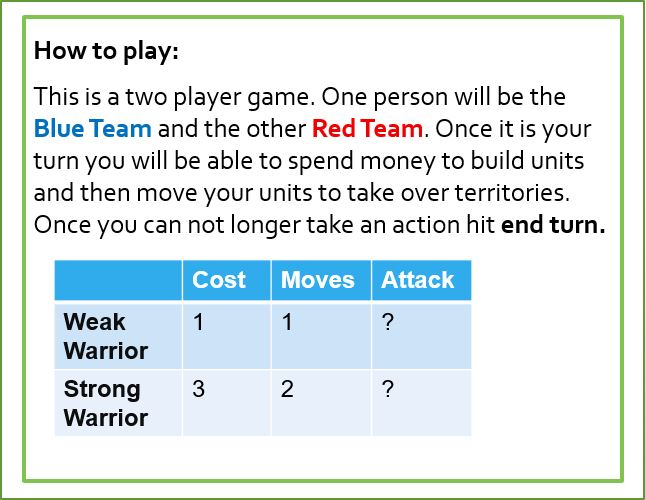 How to play:
This is a two player game. One person will be the
Blue Team and the other Red Team. Once it is your
turn you will be able to spend money to build units
and then move your units to take over territories.
Once you can not longer take an action hit end turn.
Cost Moves Attack
Weak
Warrior 1 1 ?
Strong
Warrior 3 2 ?